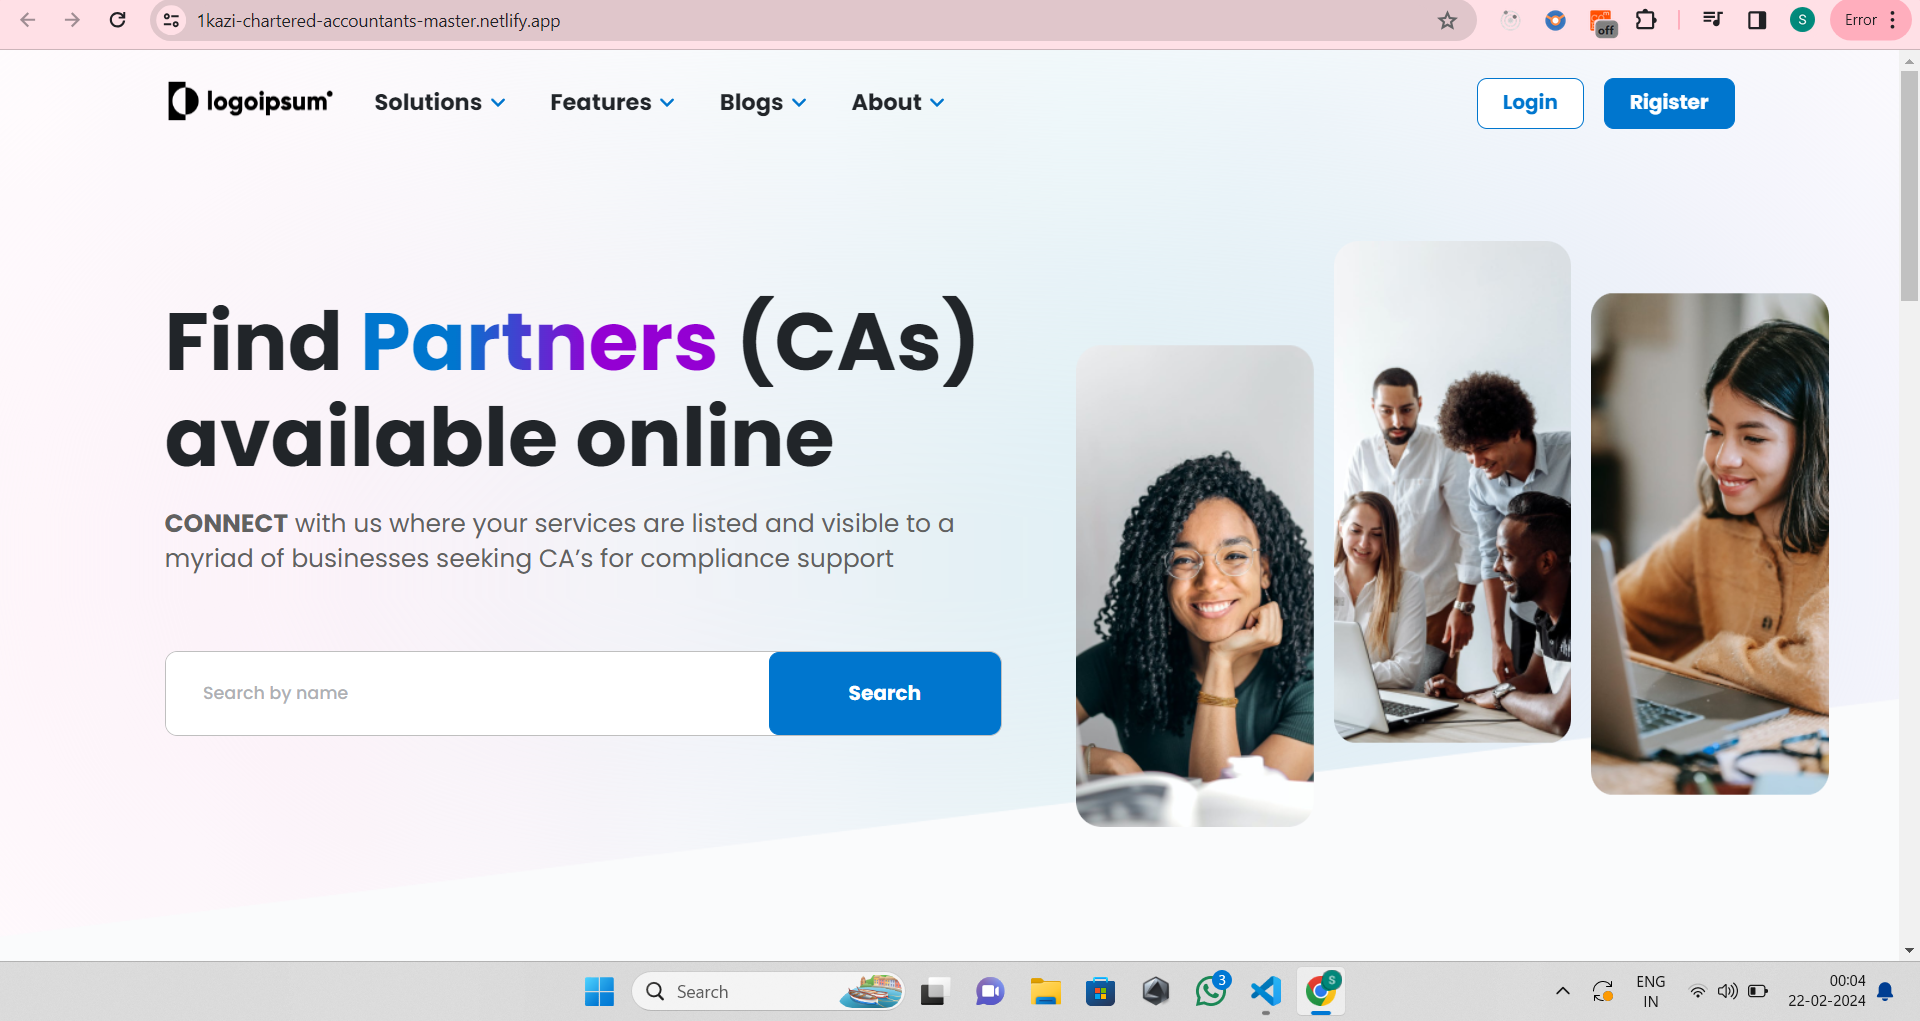 1kazi-chartered-accountants-master.netlify.app
off
S
Error
logoipsum
Solutions
Features
Blogs
About
Login
Rigister
Find Partners (CAs)
available online
CONNECT with us where your services are listed and visible to a
myriad of businesses seeking CA’s for compliance support
Search by name
Search
Search
3
S
ENG
IN
00:04
22-02-2024